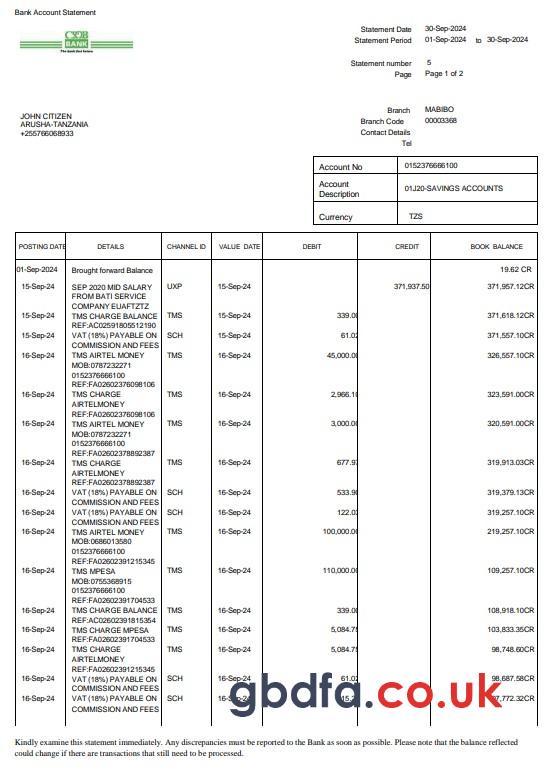 Bank Account Statement
CRDB
BANK
The bank that listens
Statement Date 30-Sep-2024
Statement Period 01-Sep-2024 to 30-Sep-2024
Statement number 5
Page Page 1 of 2
Branch MABIBO
Branch Code 00003368
Contact Details
Tel
JOHN CITIZEN
ARUSHA-TANZANIA
+255766068933
Account No 0152376666100
Account
Description 01J20-SAVINGS ACCOUNTS
Currency TZS
POSTING DATE DETAILS CHANNEL ID VALUE DATE DEBIT CREDIT BOOK BALANCE
01-Sep-2024 Brought forward Balance 19.62 CR
15-Sep-24 SEP 2020 MID SALARY UXP 15-Sep-24 371,937.50 371,957.12CR
FROM BATI SERVICE
COMPANY EUAFTZTZ
15-Sep-24 TMS CHARGE BALANCE TMS 15-Sep-24 339.00 371,618.12CR
REF:AC02591805512190
15-Sep-24 VAT (18%) PAYABLE ON SCH 15-Sep-24 61.02 371,557.10CR
COMMISSION AND FEES
16-Sep-24 TMS AIRTEL MONEY TMS 16-Sep-24 45,000.00 326,557.10CR
MOB:0787232271
0152376666100
REF:FA02602376098106
16-Sep-24 TMS CHARGE TMS 16-Sep-24 2,966.10 323,591.00CR
AIRTELMONEY
REF:FA02602376098106
16-Sep-24 TMS AIRTEL MONEY TMS 16-Sep-24 3,000.00 320,591.00CR
MOB:0787232271
0152376666100
REF:FA02602378892387
16-Sep-24 TMS CHARGE TMS 16-Sep-24 677.97 319,913.03CR
AIRTELMONEY
REF:FA02602378892387
16-Sep-24 VAT (18%) PAYABLE ON SCH 16-Sep-24 533.90 319,379.13CR
COMMISSION AND FEES
16-Sep-24 VAT (18%) PAYABLE ON SCH 16-Sep-24 122.03 319,257.10CR
COMMISSION AND FEES
16-Sep-24 TMS AIRTEL MONEY TMS 16-Sep-24 100,000.00 219,257.10CR
MOB:0686013580
0152376666100
REF:FA02602391215345
16-Sep-24 TMS MPESA TMS 16-Sep-24 110,000.00 109,257.10CR
MOB:0755368915
0152376666100
REF:FA02602391704533
16-Sep-24 TMS CHARGE BALANCE TMS 16-Sep-24 339.00 108,918.10CR
REF:AC02602391815354
16-Sep-24 TMS CHARGE MPESA TMS 16-Sep-24 5,084.75 103,833.35CR
REF:FA02602391704533
16-Sep-24 TMS CHARGE TMS 16-Sep-24 5,084.75 98,748.60CR
AIRTELMONEY
REF:FA02602391215345
16-Sep-24 VAT (18%) PAYABLE ON SCH 16-Sep-24 61.02 98,687.58CR
COMMISSION AND FEES
16-Sep-24 VAT (18%) PAYABLE ON SCH
COMMISSION AND FEES
gbdfa.co.uk
Kindly examine this statement immediately. Any discrepancies must be reported to the Bank as soon as possible. Please note that the balance reflected
could change if there are transactions that still need to be processed.